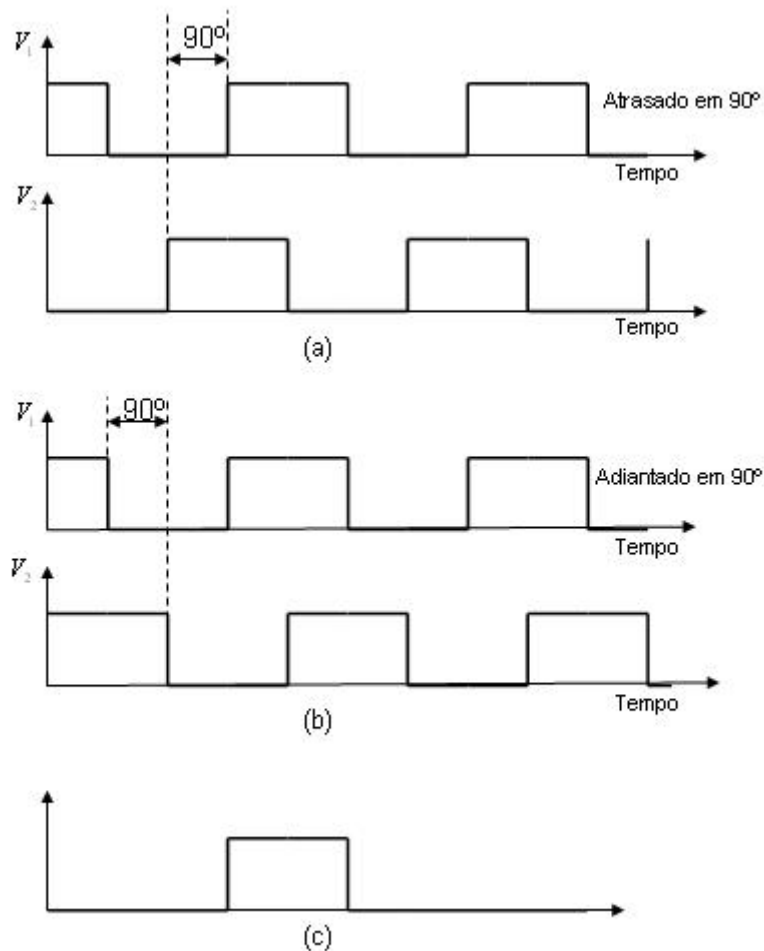 90º
V₁
Atrasado em 90º
Tempo
V₂
Tempo
(a)
90º
V₁
Adiantado em 90º
Tempo
V₂
Tempo
(b)
(c)